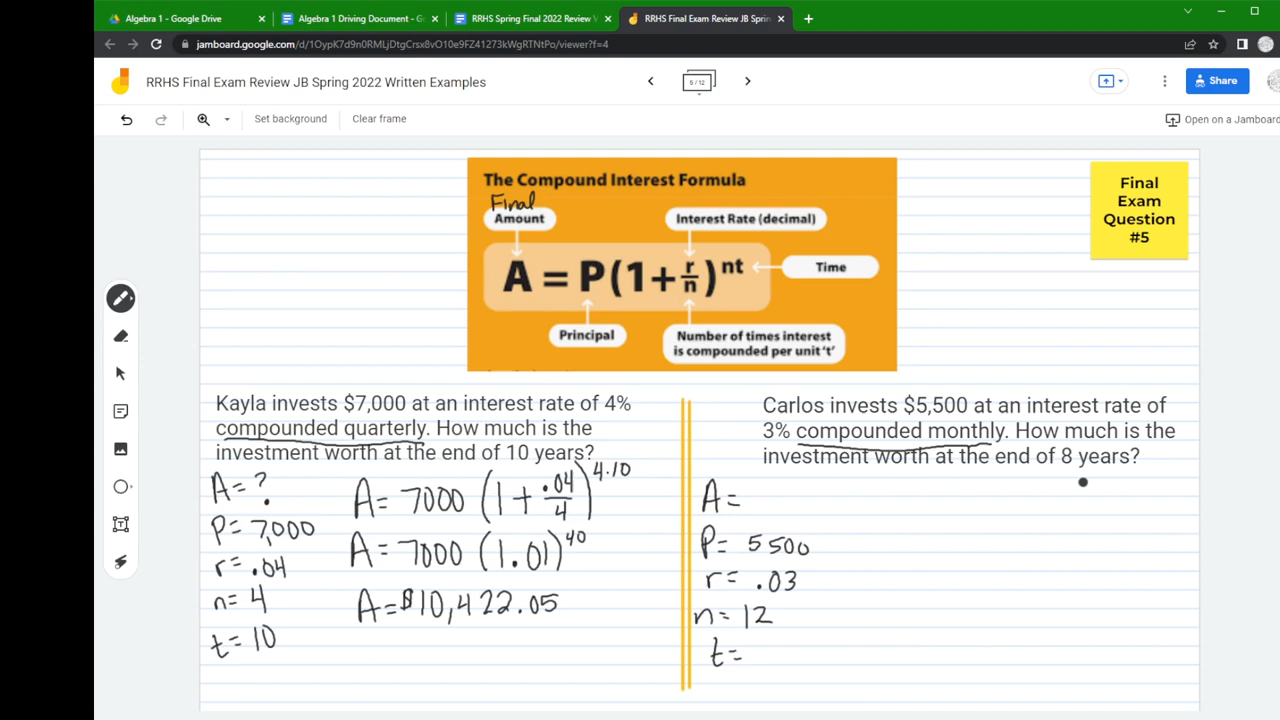 Algebra 1 - Google Drive
Algebra 1 Driving Document - G
RRHS Spring Final 2022 Review V
RRHS Final Exam Review JB Sprin
jamboard.google.com/d/1OypK7d9n0RMLjDtgCrsx8vO10e9FZ41273kWgRTNtPo/viewer?f=4
RRHS Final Exam Review JB Spring 2022 Written Examples
5 / 12
Share
Set background
Clear frame
Open on a Jamboard
The Compound Interest Formula
Final
Amount
Interest Rate (decimal)
A = P(1+r/n)^nt
Time
Principal
Number of times interest
is compounded per unit 't'
Final
Exam
Question
#5
Kayla invests $7,000 at an interest rate of 4%
compounded quarterly. How much is the
investment worth at the end of 10 years?
A = ?
P = 7,000
r = .04
n = 4
t = 10
A = 7000 (1 + .04/4)^4·10
A = 7000 (1.01)^40
A = $10,422.05
Carlos invests $5,500 at an interest rate of
3% compounded monthly. How much is the
investment worth at the end of 8 years?
A =
P = 5500
r = .03
n = 12
t =